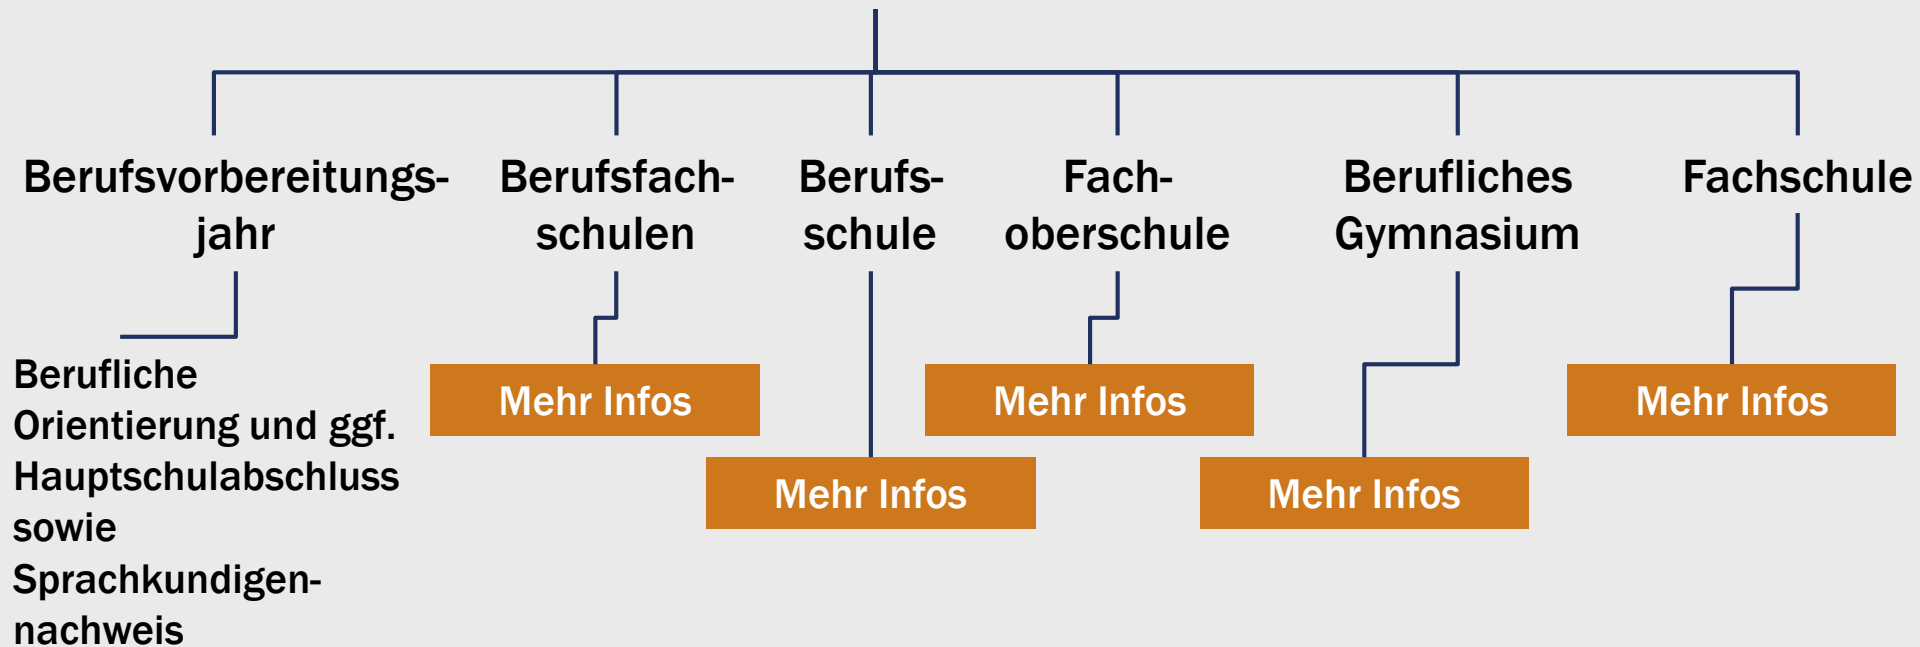 Berufsvorbereitungs-
jahr
Berufsfach-
schulen
Berufs-
schule
Fach-
oberschule
Berufliches
Gymnasium
Fachschule
Berufliche
Orientierung und ggf.
Hauptschulabschluss
sowie
Sprachkundigen-
nachweis
Mehr Infos
Mehr Infos
Mehr Infos
Mehr Infos
Mehr Infos